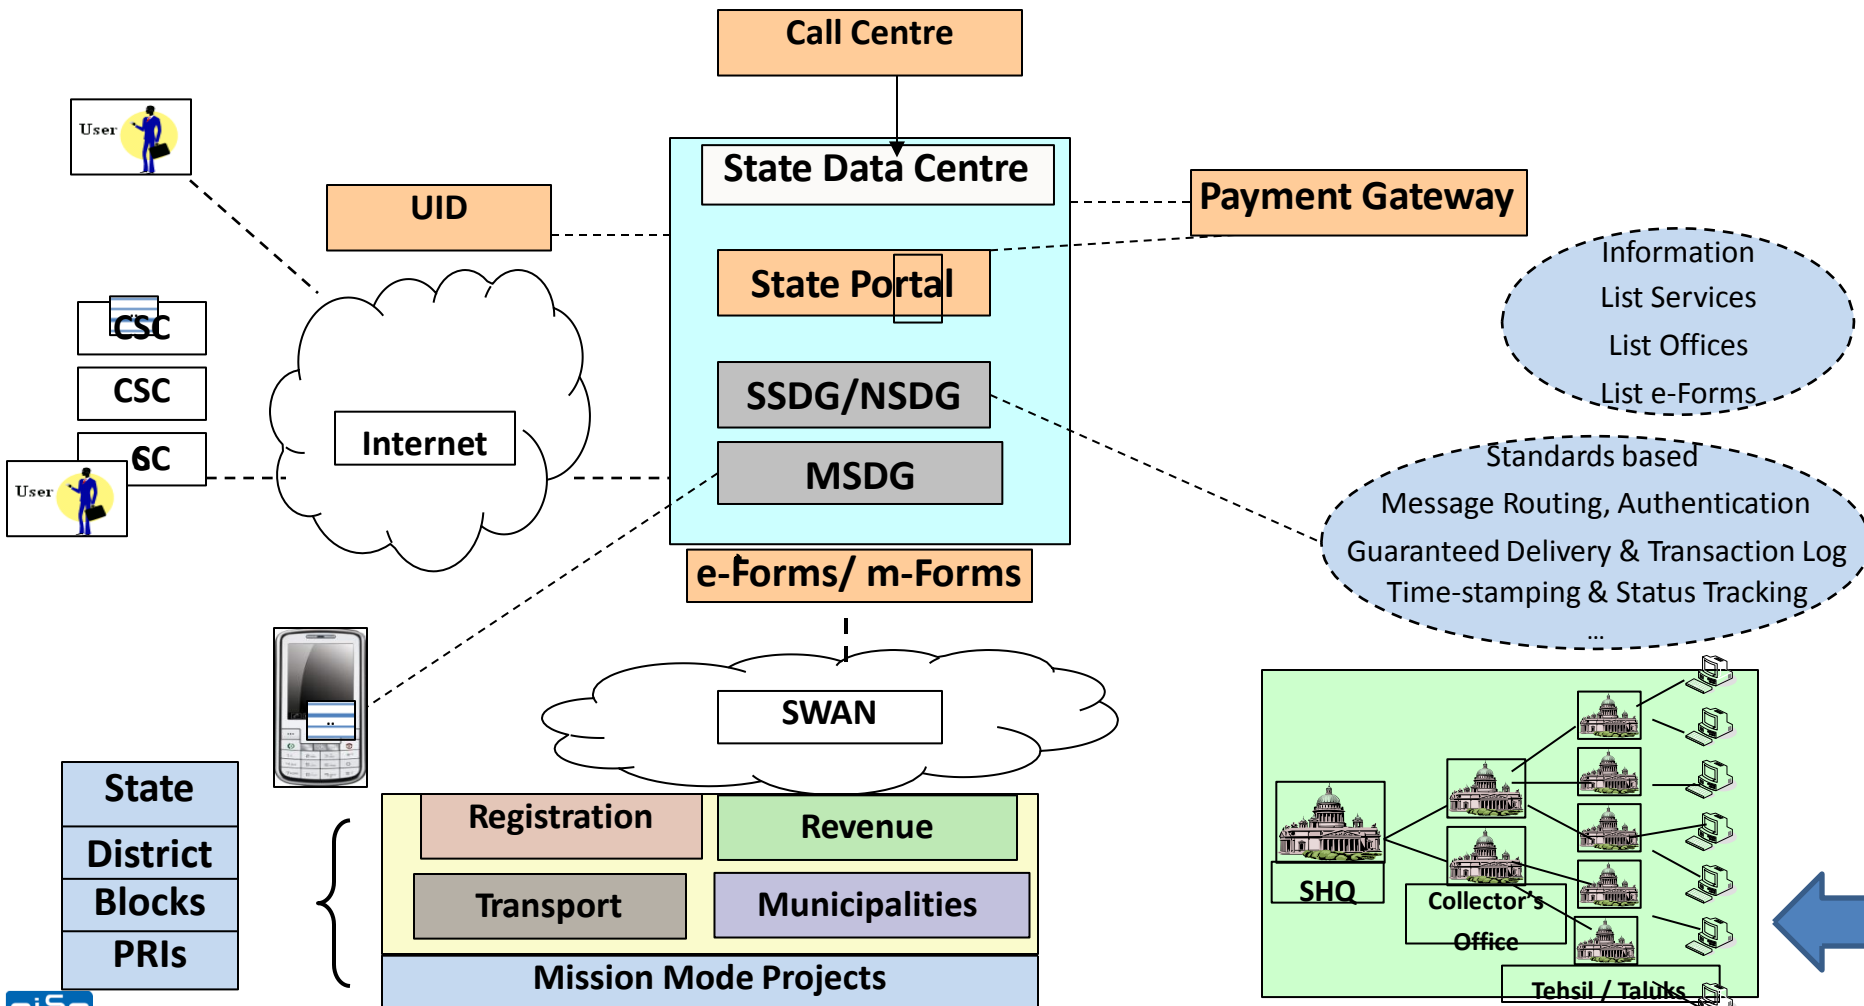 Call Centre
User
State Data Centre
UID
Payment Gateway
State Portal
Information
List Services
List Offices
List e-Forms
CSC
CSC
SC
User
Internet
SSDG/NSDG
MSDG
Standards based
Message Routing, Authentication
Guaranteed Delivery & Transaction Log
Time-stamping & Status Tracking
...
e-Forms/ m-Forms
SWAN
State
District
Blocks
PRIs
Registration
Revenue
Transport
Municipalities
Mission Mode Projects
SHQ
Collector's
Office
Tehsil / Taluks